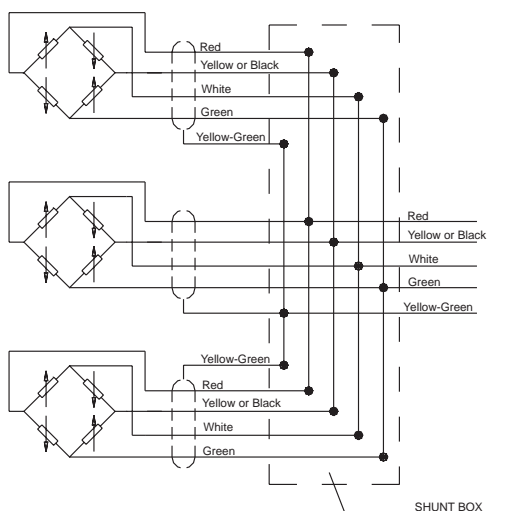 Red
Yellow or Black
White
Green
Yellow-Green
Red
Yellow or Black
White
Green
Yellow-Green
Yellow-Green
Red
Yellow or Black
White
Green
SHUNT BOX